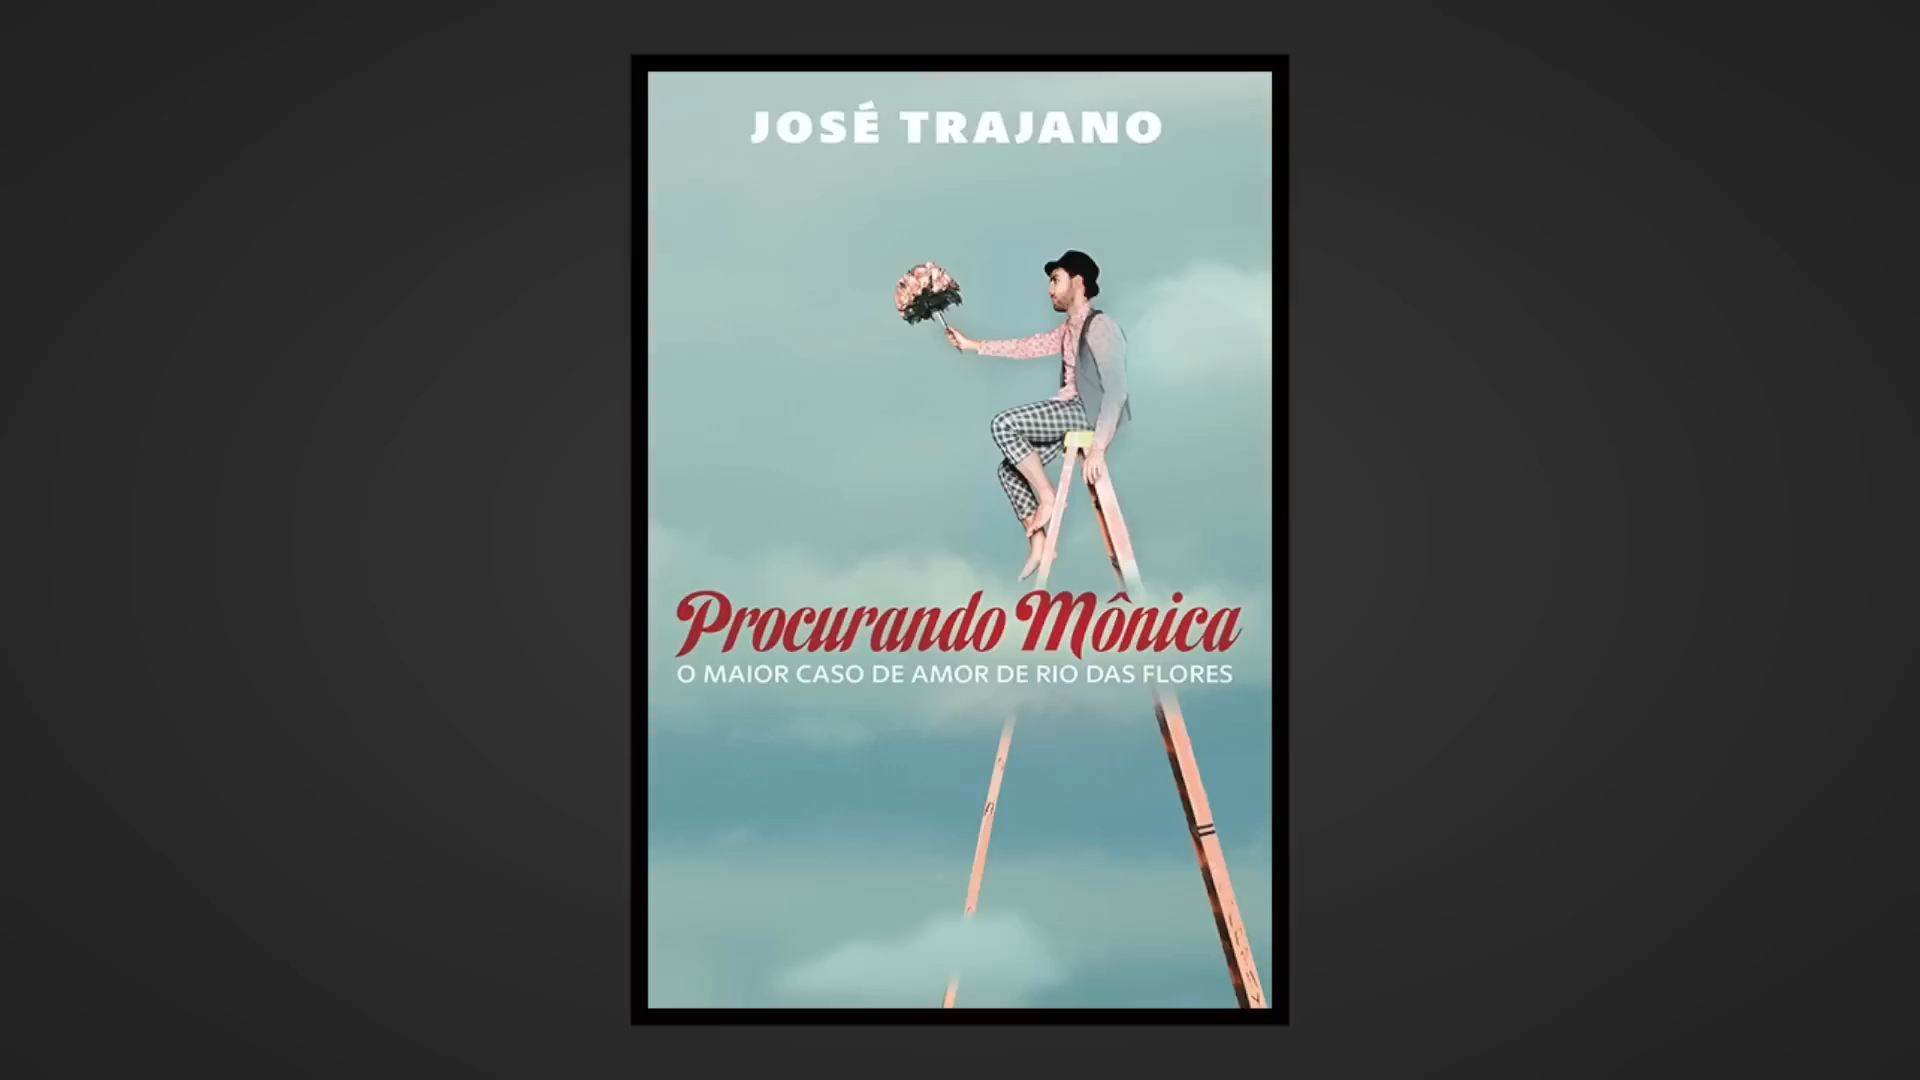 JOSÉ TRAJANO
Procurando Mônica
O MAIOR CASO DE AMOR DE RIO DAS FLORES